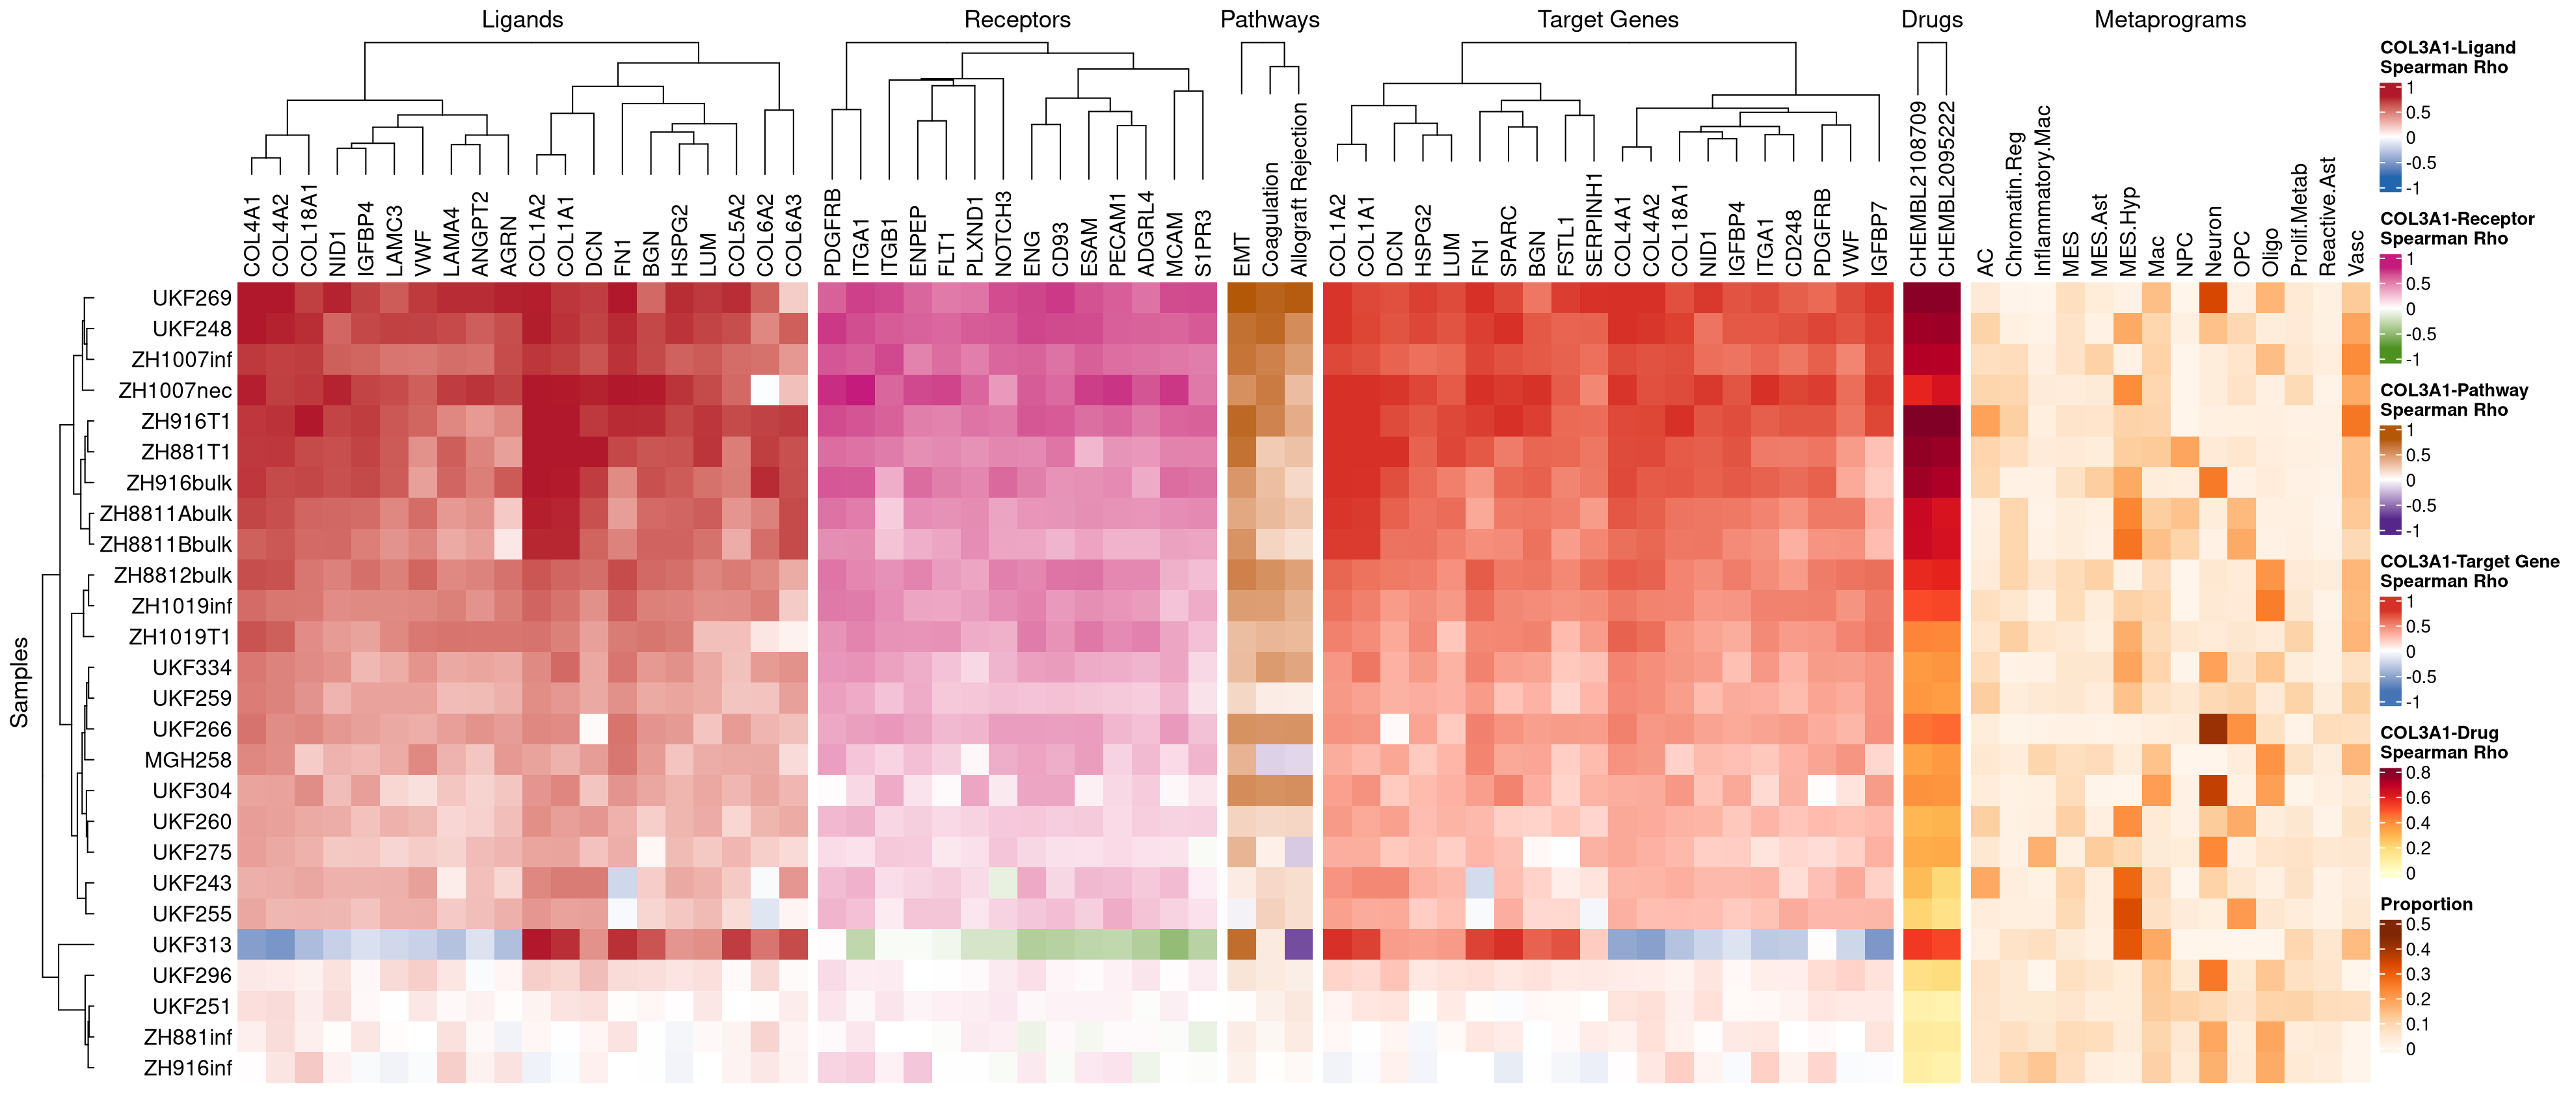 Ligands
Receptors
Pathways
Target Genes
Drugs
Metaprograms
COL4A1
COL4A2
COL18A1
NID1
IGFBP4
LAMC3
VWF
LAMA4
ANGPT2
AGRN
COL1A2
COL1A1
DCN
FN1
BGN
HSPG2
LUM
COL5A2
COL6A2
COL6A3
PDGFRB
ITGA1
ITGB1
ENPEP
FLT1
PLXND1
NOTCH3
ENG
CD93
ESAM
PECAM1
ADGRL4
MCAM
S1PR3
EMT
Coagulation
Allograft Rejection
COL1A2
COL1A1
DCN
HSPG2
LUM
FN1
SPARC
BGN
FSTL1
SERPINH1
COL4A1
COL4A2
COL18A1
NID1
IGFBP4
ITGA1
CD248
PDGFRB
VWF
IGFBP7
CHEMBL2108709
CHEMBL2095222
AC
Chromatin.Reg
Inflammatory.Mac
MES
MES.Ast
MES.Hyp
Mac
NPC
Neuron
OPC
Oligo
Prolif.Metab
Reactive.Ast
Vasc
Samples
UKF269
UKF248
ZH1007inf
ZH1007nec
ZH916T1
ZH881T1
ZH916bulk
ZH8811Abulk
ZH8811Bbulk
ZH8812bulk
ZH1019inf
ZH1019T1
UKF334
UKF259
UKF266
MGH258
UKF304
UKF260
UKF275
UKF243
UKF255
UKF313
UKF296
UKF251
ZH881inf
ZH916inf
COL3A1-Ligand
Spearman Rho
1
0.5
0
-0.5
-1
COL3A1-Receptor
Spearman Rho
1
0.5
0
-0.5
-1
COL3A1-Pathway
Spearman Rho
1
0.5
0
-0.5
-1
COL3A1-Target Gene
Spearman Rho
1
0.5
0
-0.5
-1
COL3A1-Drug
Spearman Rho
0.8
0.6
0.4
0.2
0
Proportion
0.5
0.4
0.3
0.2
0.1
0